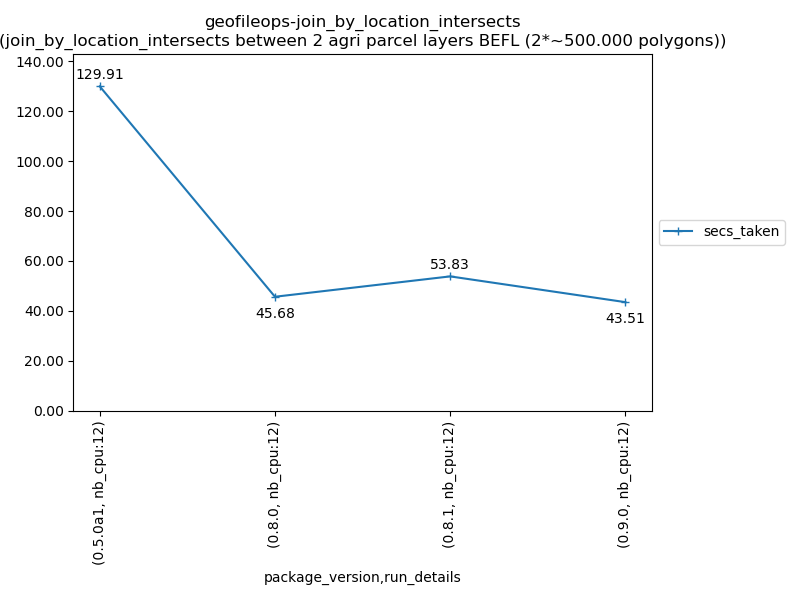 geofileops-join_by_location_intersects
(join_by_location_intersects between 2 agri parcel layers BEFL (2*~500.000 polygons))
140.00
120.00
100.00
80.00
60.00
40.00
20.00
0.00
129.91
45.68
53.83
43.51
secs_taken
(0.5.0a1, nb_cpu:12)
(0.8.0, nb_cpu:12)
(0.8.1, nb_cpu:12)
(0.9.0, nb_cpu:12)
package_version,run_details